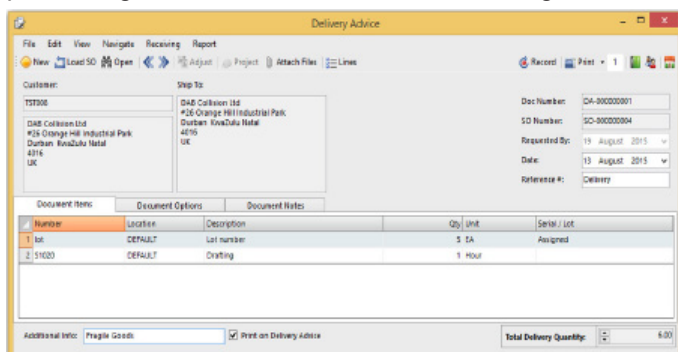 Delivery Advice
File Edit View Navigate Receiving Report
New Load SO Open Adjust Project Attach Files Lines Record Print 1
Customer: Ship To:
TST000
DAB Collision Ltd
#26 Orange Hill Industrial Park
Durban KwaZulu Natal
4016
UK
DAB Collision Ltd
#26 Orange Hill Industrial Park
Durban KwaZulu Natal
4016
UK
Doc Number: DA-000000001
SO Number: SO-000000004
Requested By: 19 August 2015
Date: 13 August 2015
Reference #: Delivery
Document Items Document Options Document Notes
Number Location Description Qty Unit Serial / Lot
1 lot DEFAULT Lot number 5 EA Assigned
2 S1020 DEFAULT Drafting 1 Hour
Additional Info: Fragile Goods Print on Delivery Advice Total Delivery Quantity: 6.00